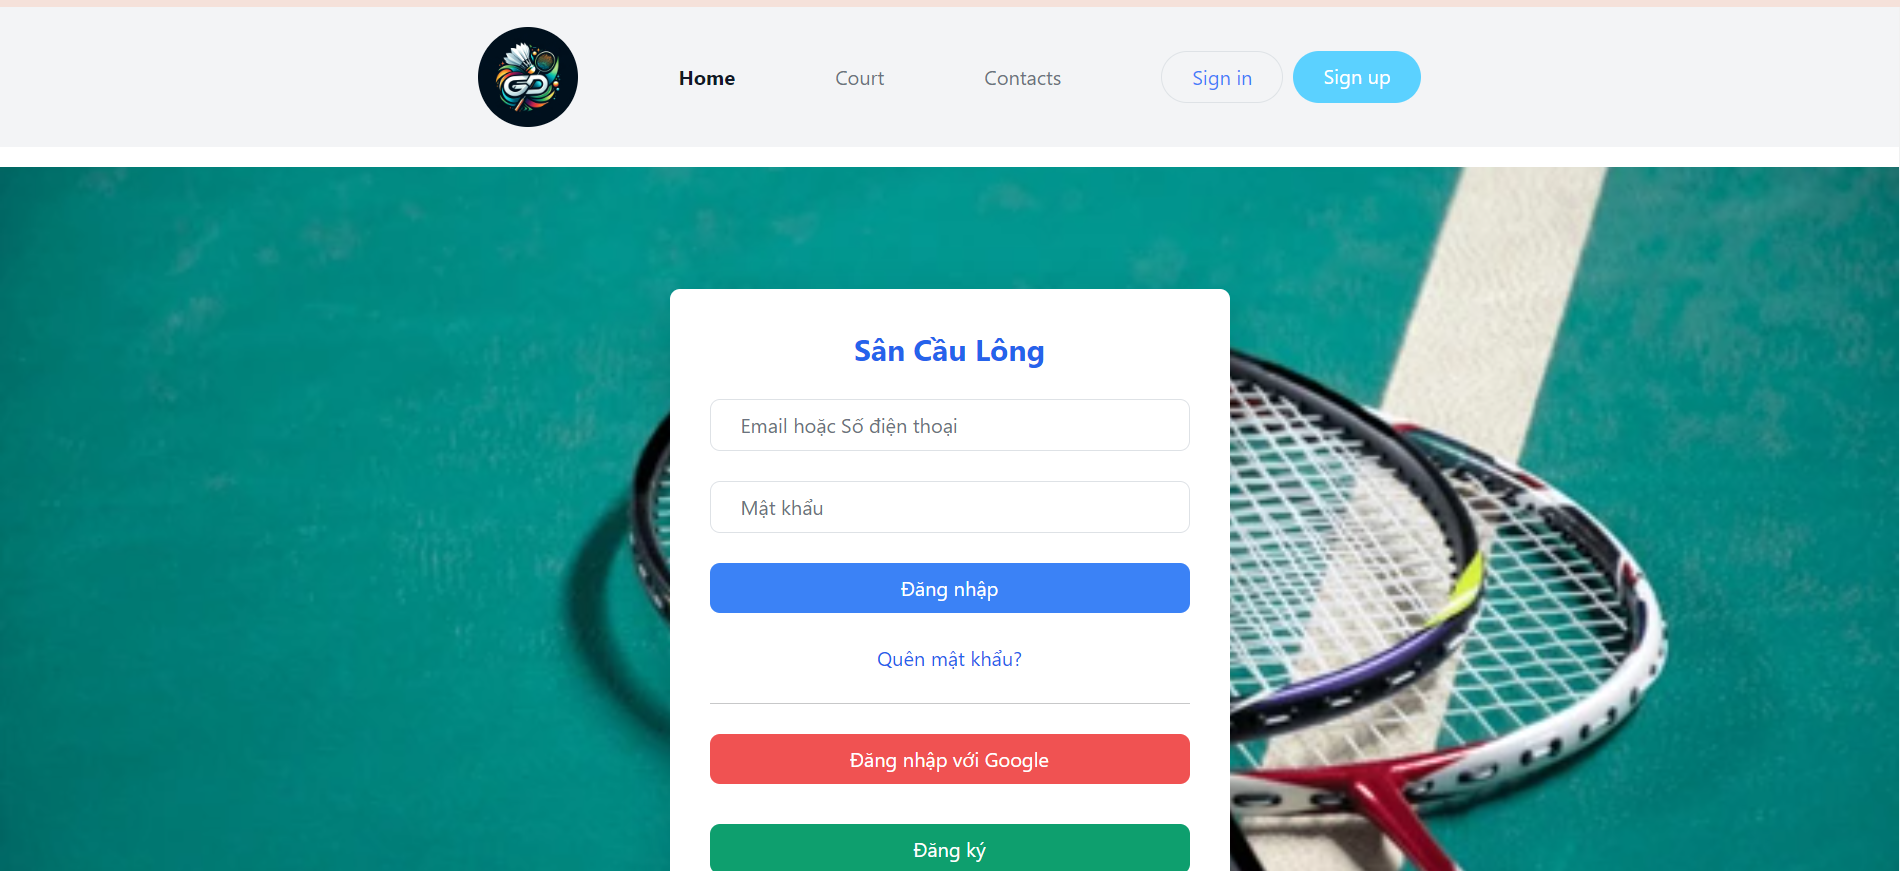 GD
Home
Court
Contacts
Sign in
Sign up
Sân Cầu Lông
Email hoặc Số điện thoại
Mật khẩu
Đăng nhập
Quên mật khẩu?
Đăng nhập với Google
Đăng ký